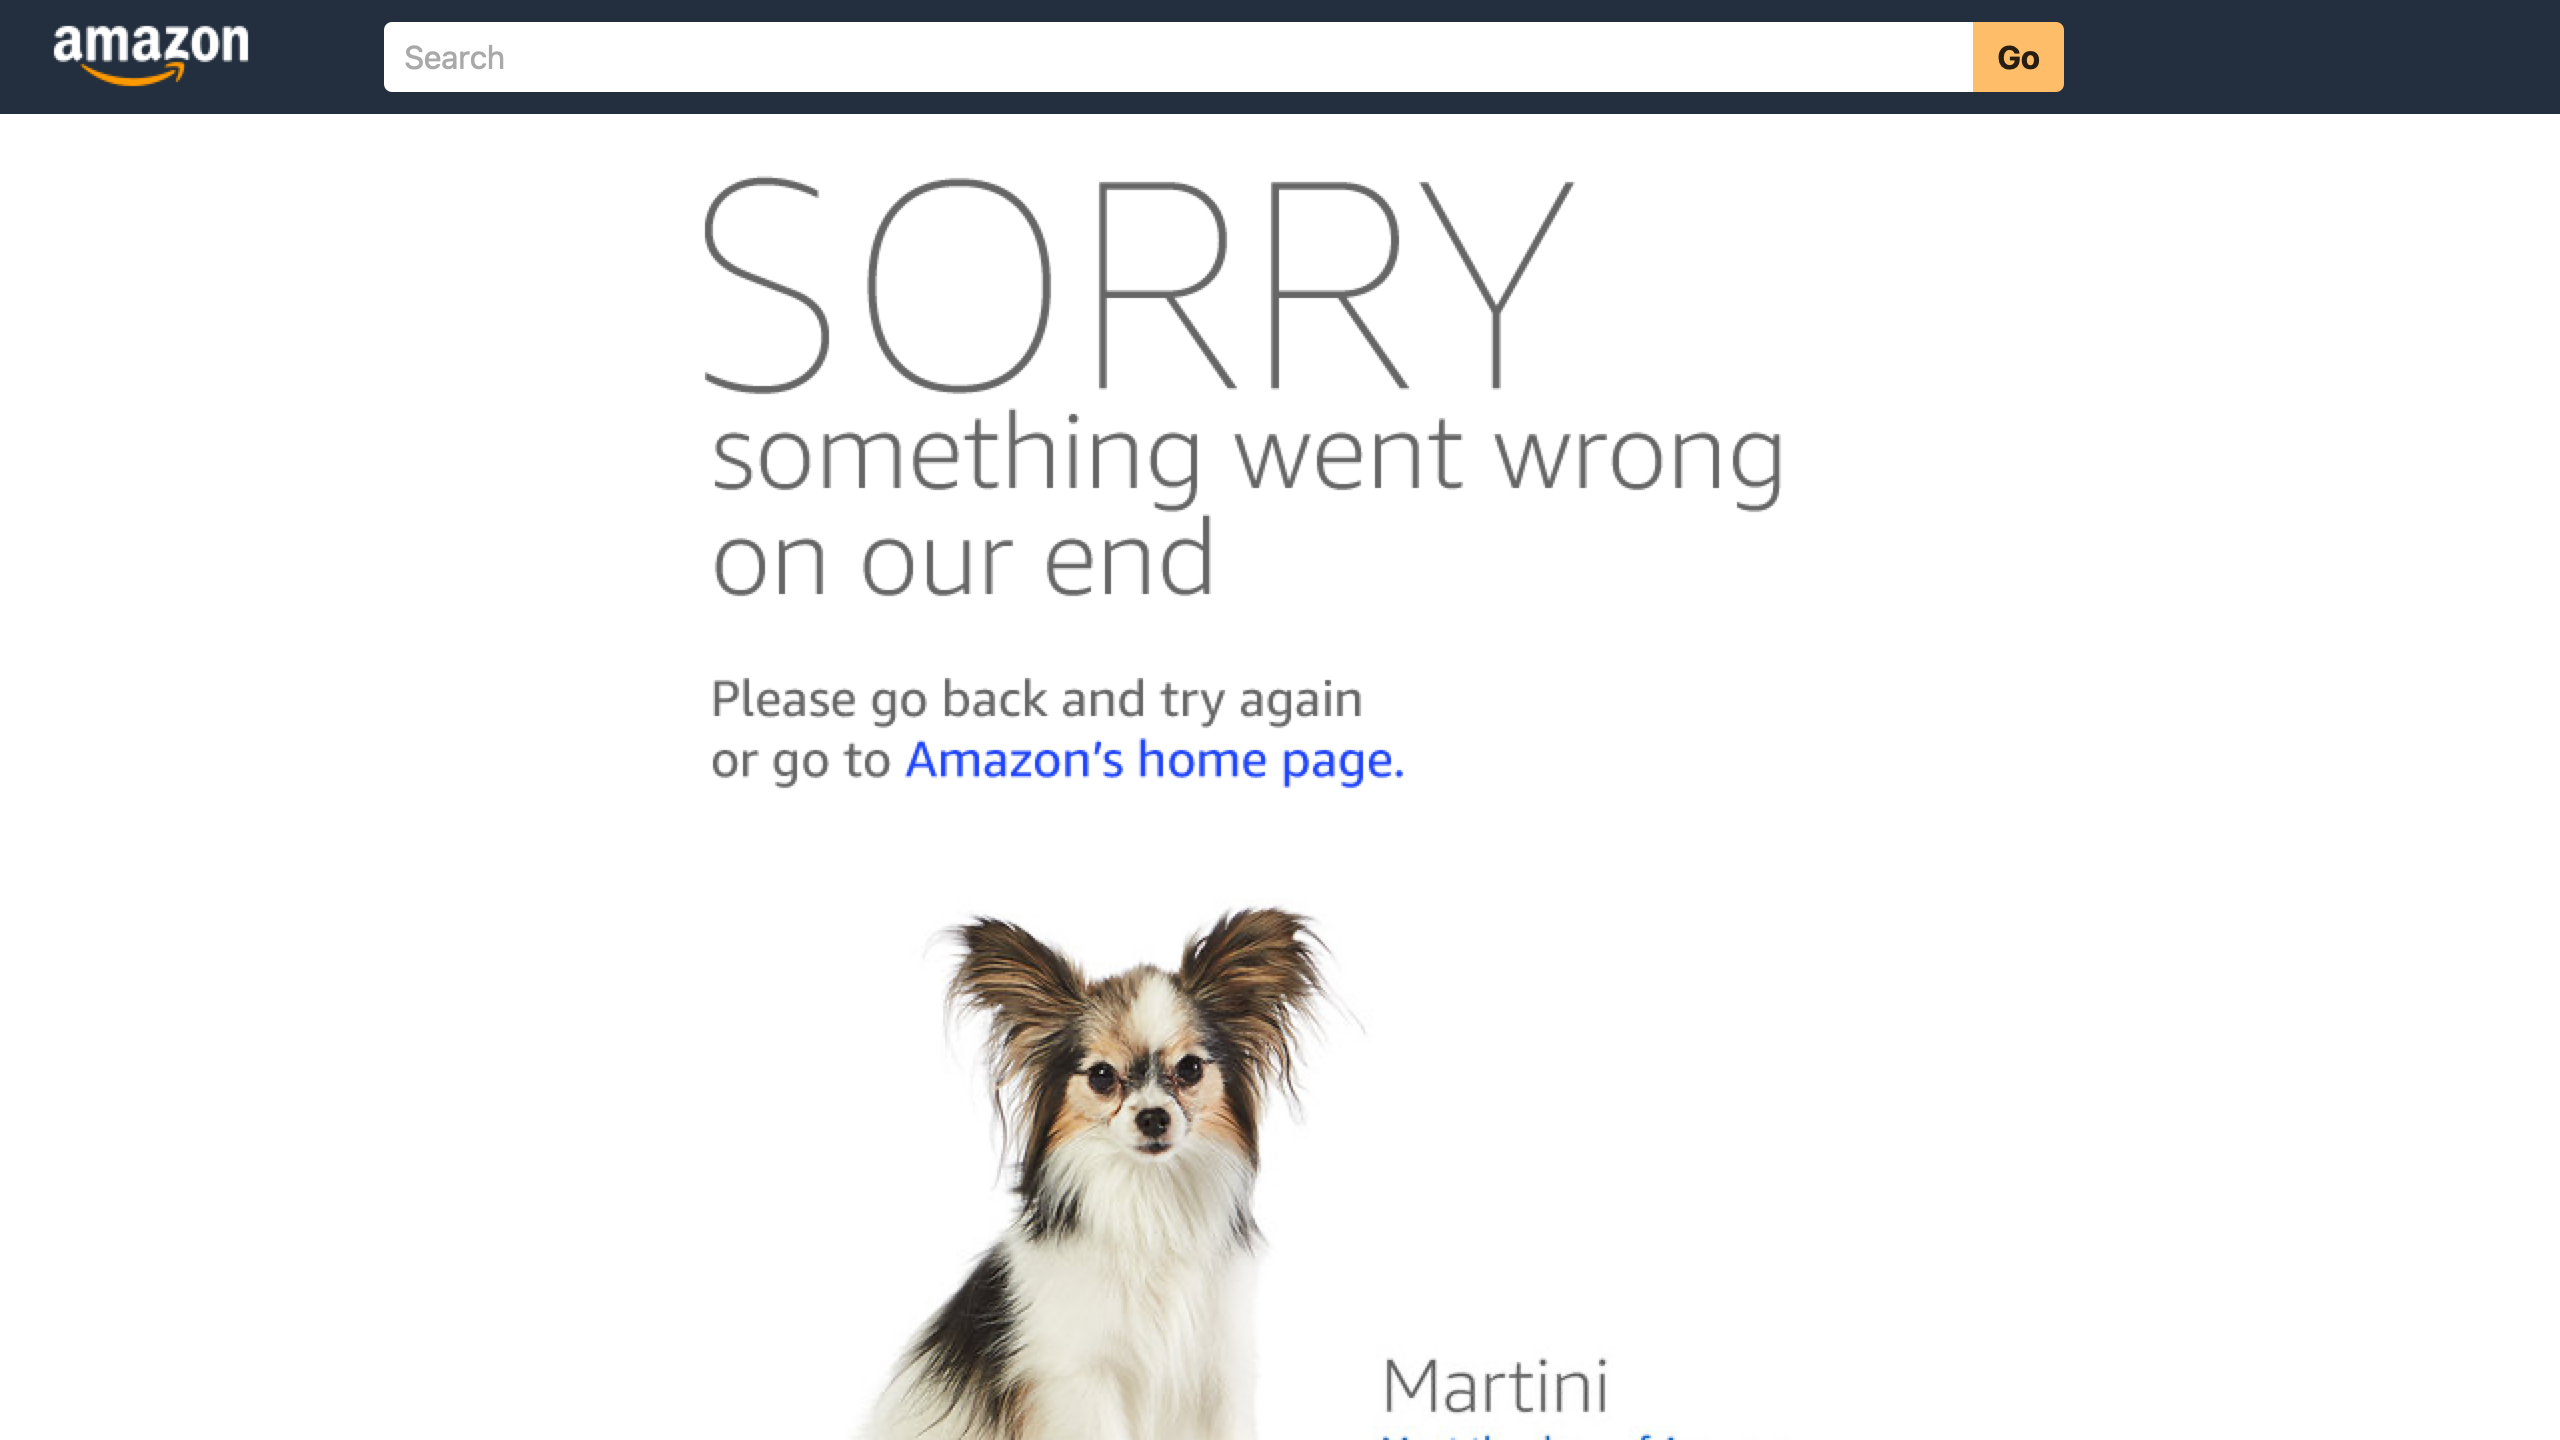 amazon
Search
Go
SORRY
something went wrong
on our end
Please go back and try again
or go to Amazon's home page.
Martini